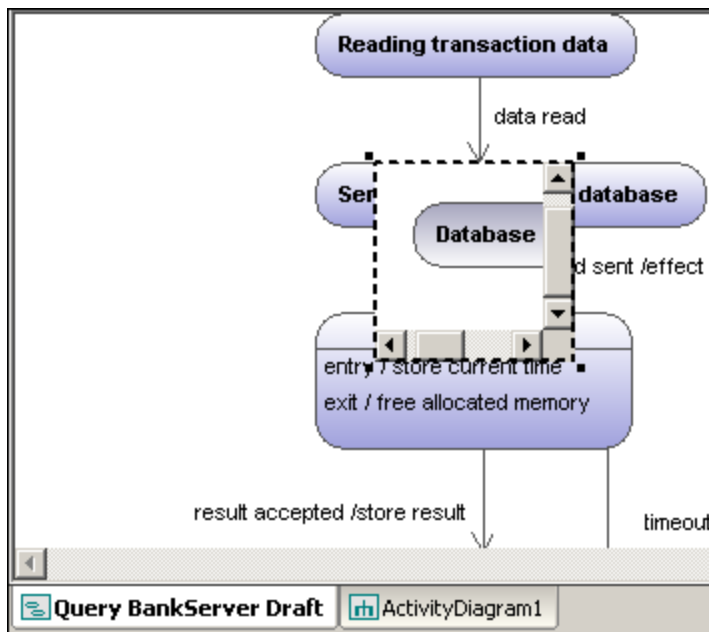 Reading transaction data
data read
Ser database
Database
d sent /effect
entry / store current time
exit / free allocated memory
result accepted /store result
timeout
Query BankServer Draft ActivityDiagram1